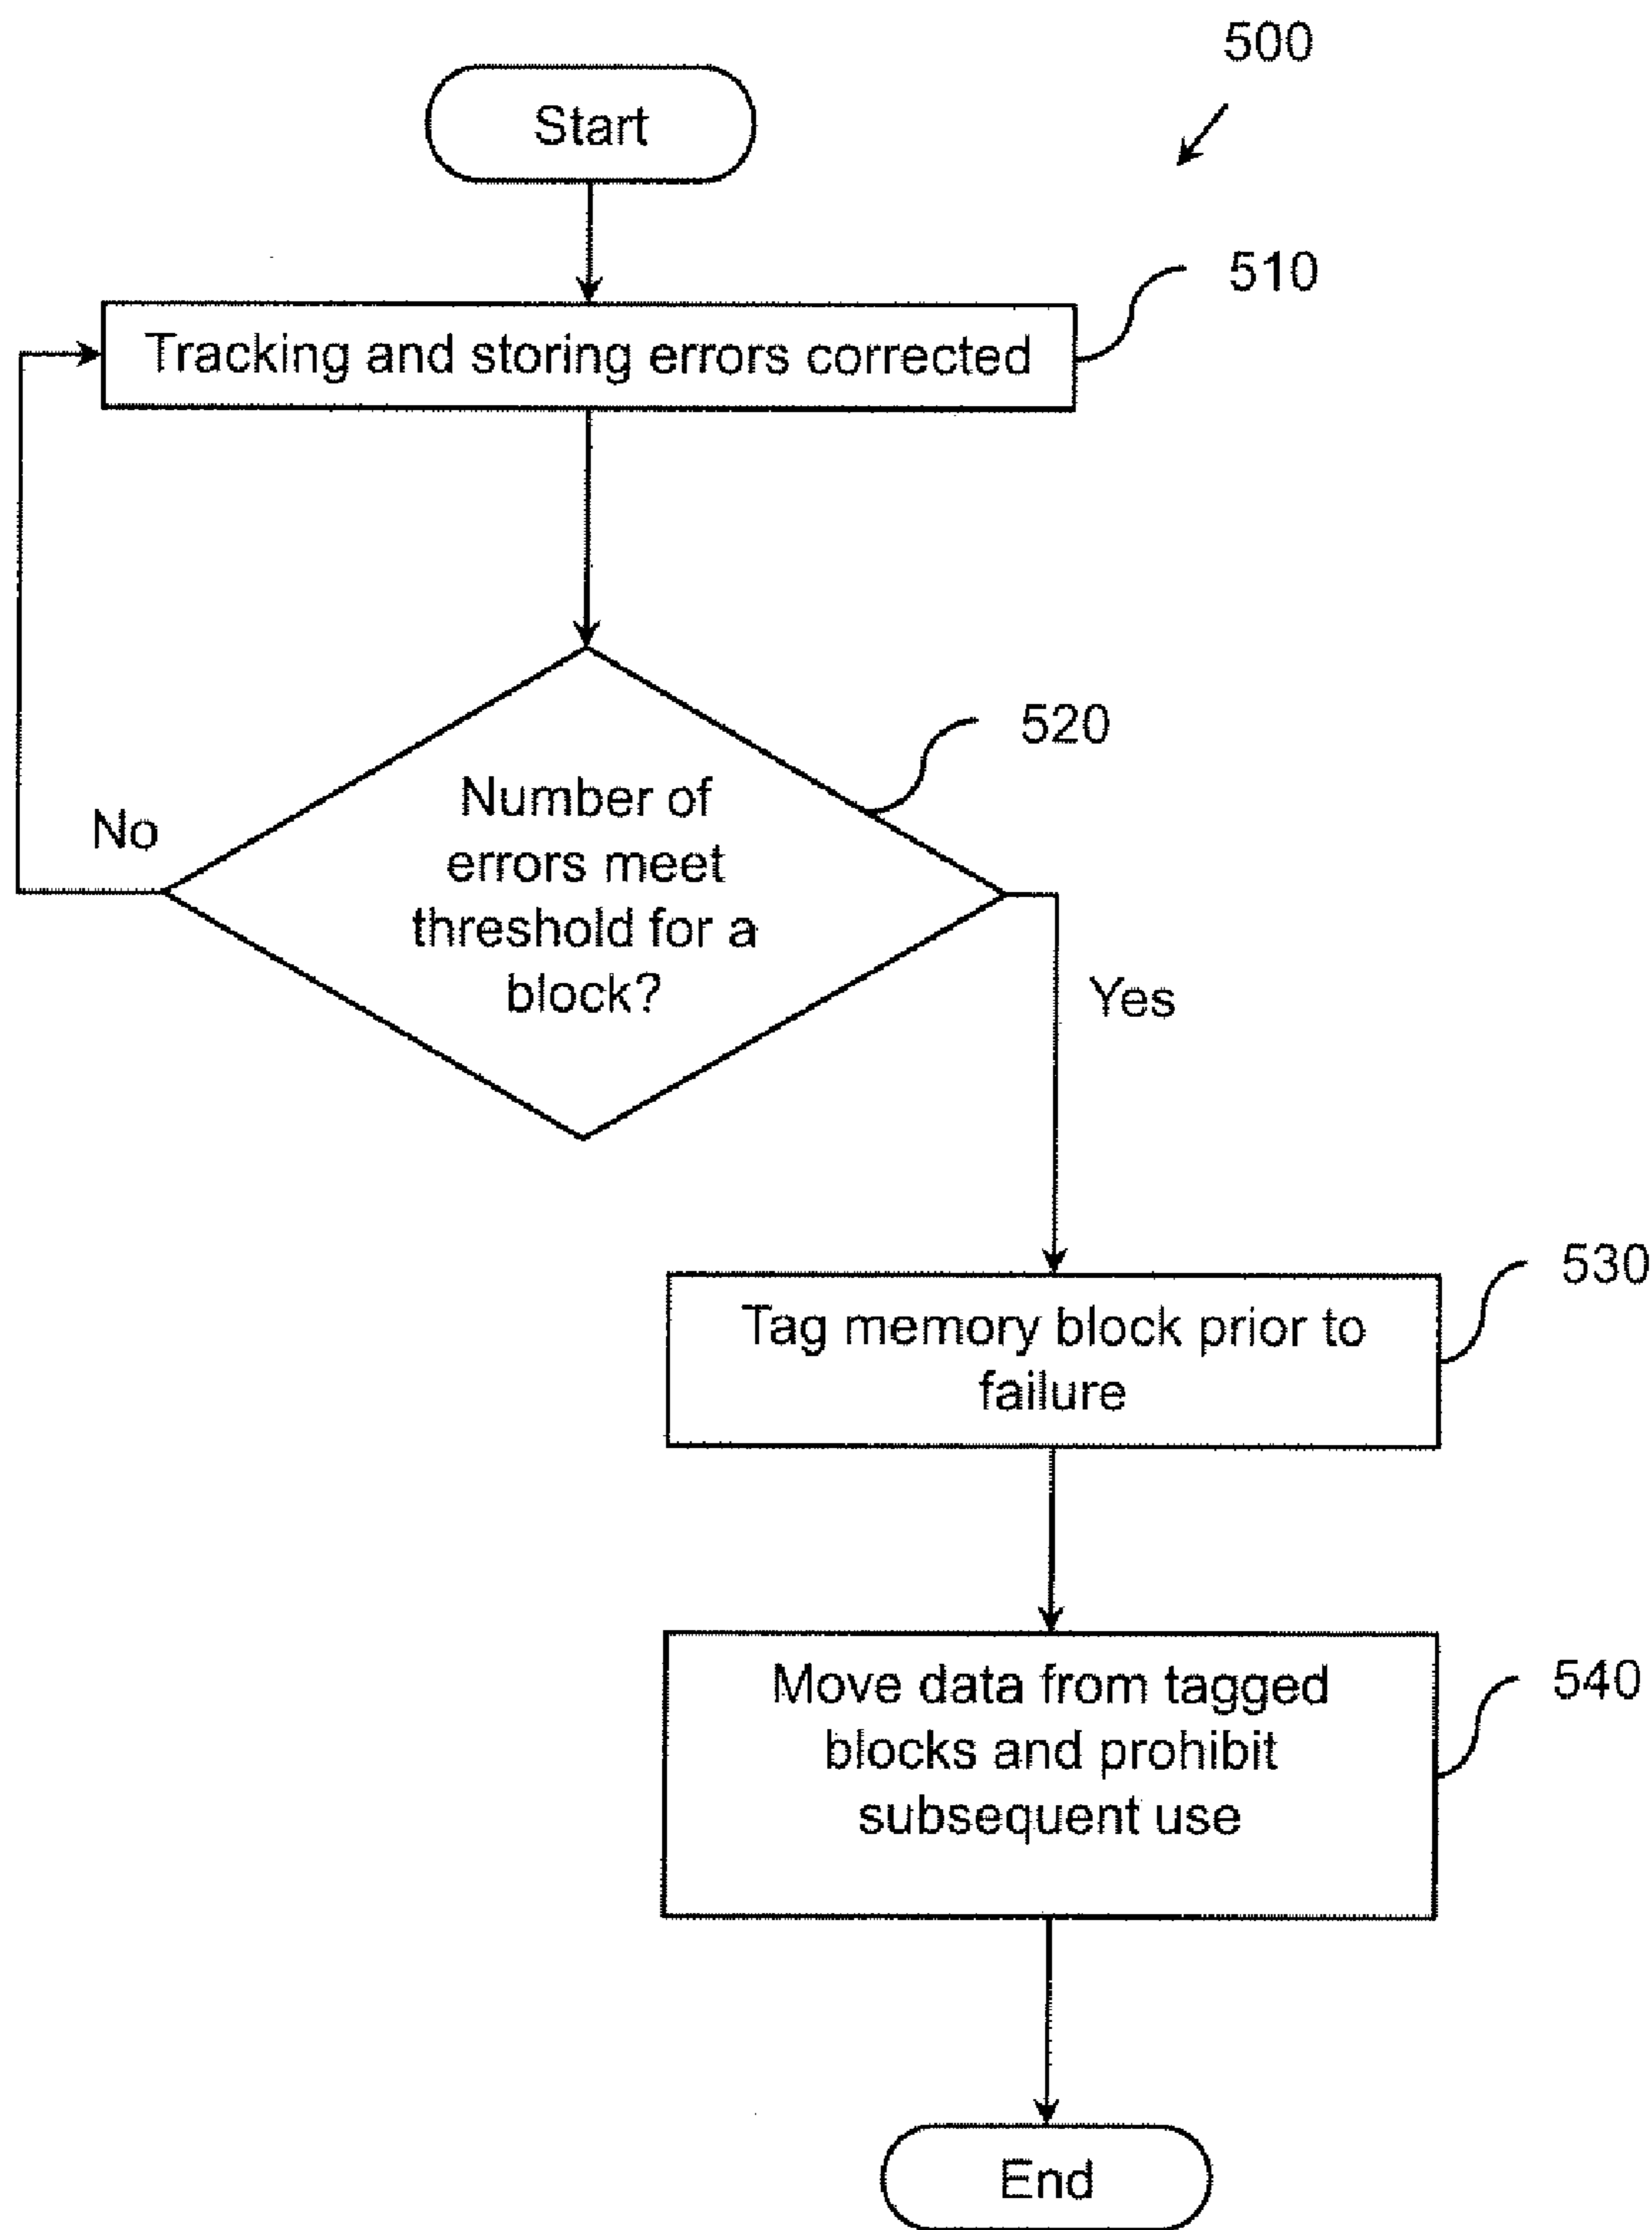 500
Start
510
Tracking and storing errors corrected
520
Number of
errors meet
threshold for a
block?
No
Yes
530
Tag memory block prior to
failure
540
Move data from tagged
blocks and prohibit
subsequent use
End